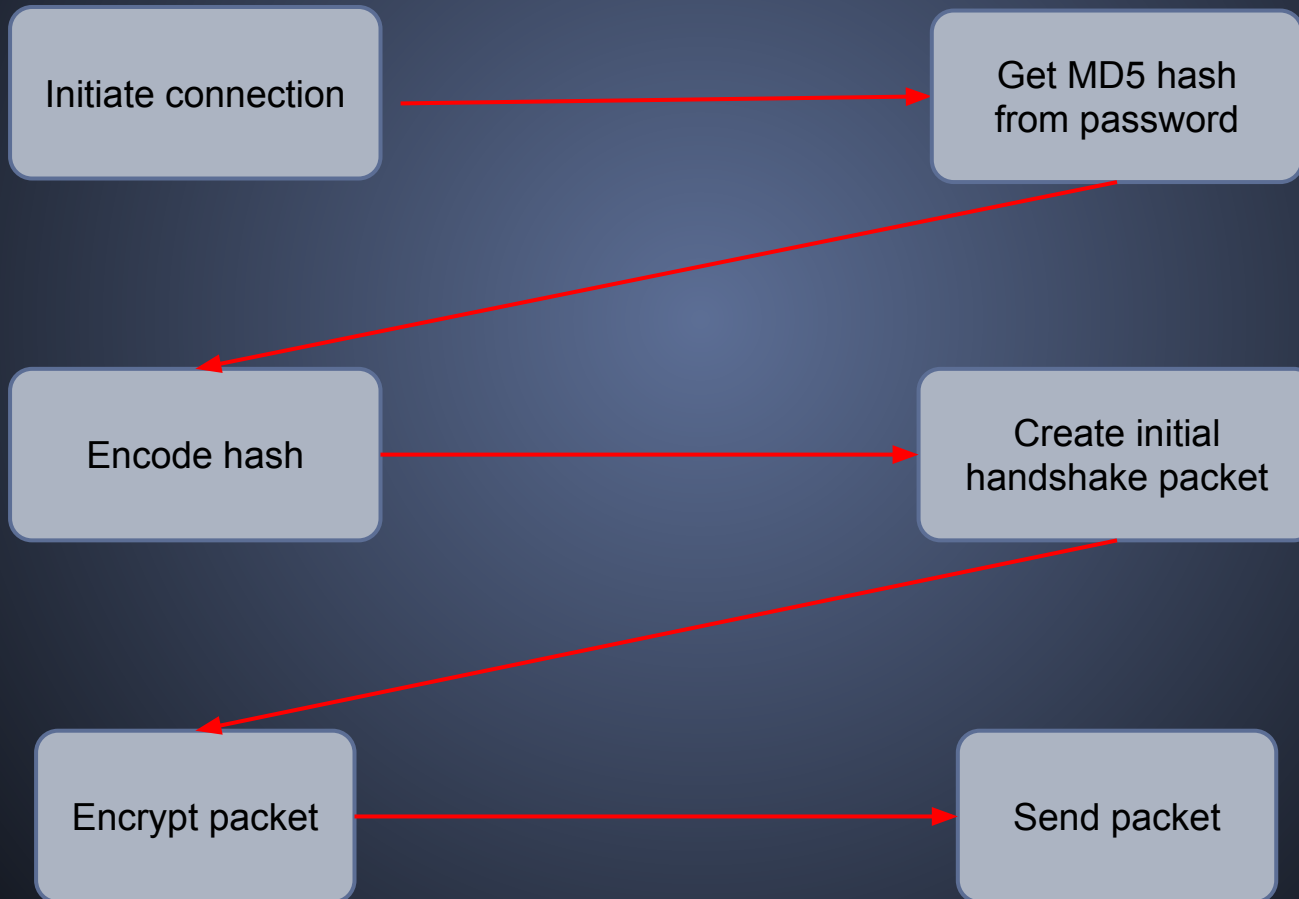 Initiate connection
Get MD5 hash
from password
Encode hash
Create initial
handshake packet
Encrypt packet
Send packet